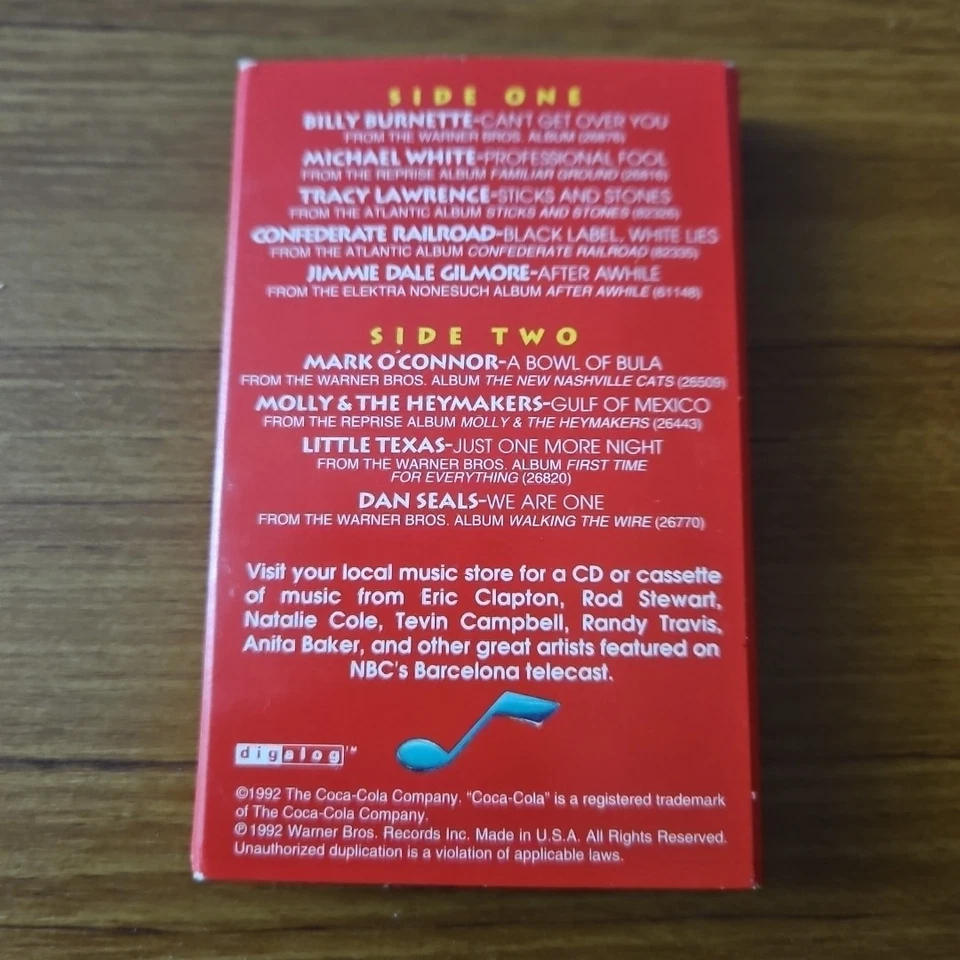 SIDE ONE
BILLY BURNETTE-CAN'T GET OVER YOU
FROM THE WARNER BROS. ALBUM (26878)
MICHAEL WHITE-PROFESSIONAL FOOL
FROM THE REPRISE ALBUM FAMILIAR GROUND (26816)
TRACY LAWRENCE-STICKS AND STONES
FROM THE ATLANTIC ALBUM STICKS AND STONES (82326)
CONFEDERATE RAILROAD-BLACK LABEL, WHITE LIES
FROM THE ATLANTIC ALBUM CONFEDERATE RAILROAD (82335)
JIMMIE DALE GILMORE-AFTER AWHILE
FROM THE ELEKTRA NONESUCH ALBUM AFTER AWHILE (61148)
SIDE TWO
MARK O'CONNOR-A BOWL OF BULA
FROM THE WARNER BROS. ALBUM THE NEW NASHVILLE CATS (26509)
MOLLY & THE HEYMAKERS-GULF OF MEXICO
FROM THE REPRISE ALBUM MOLLY & THE HEYMAKERS (26443)
LITTLE TEXAS-JUST ONE MORE NIGHT
FROM THE WARNER BROS. ALBUM FIRST TIME
FOR EVERYTHING (26820)
DAN SEALS-WE ARE ONE
FROM THE WARNER BROS. ALBUM WALKING THE WIRE (26770)
Visit your local music store for a CD or cassette
of music from Eric Clapton, Rod Stewart,
Natalie Cole, Tevin Campbell, Randy Travis,
Anita Baker, and other great artists featured on
NBC's Barcelona telecast.
digalog™
©1992 The Coca-Cola Company. "Coca-Cola" is a registered trademark
of The Coca-Cola Company.
℗1992 Warner Bros. Records Inc. Made in U.S.A. All Rights Reserved.
Unauthorized duplication is a violation of applicable laws.